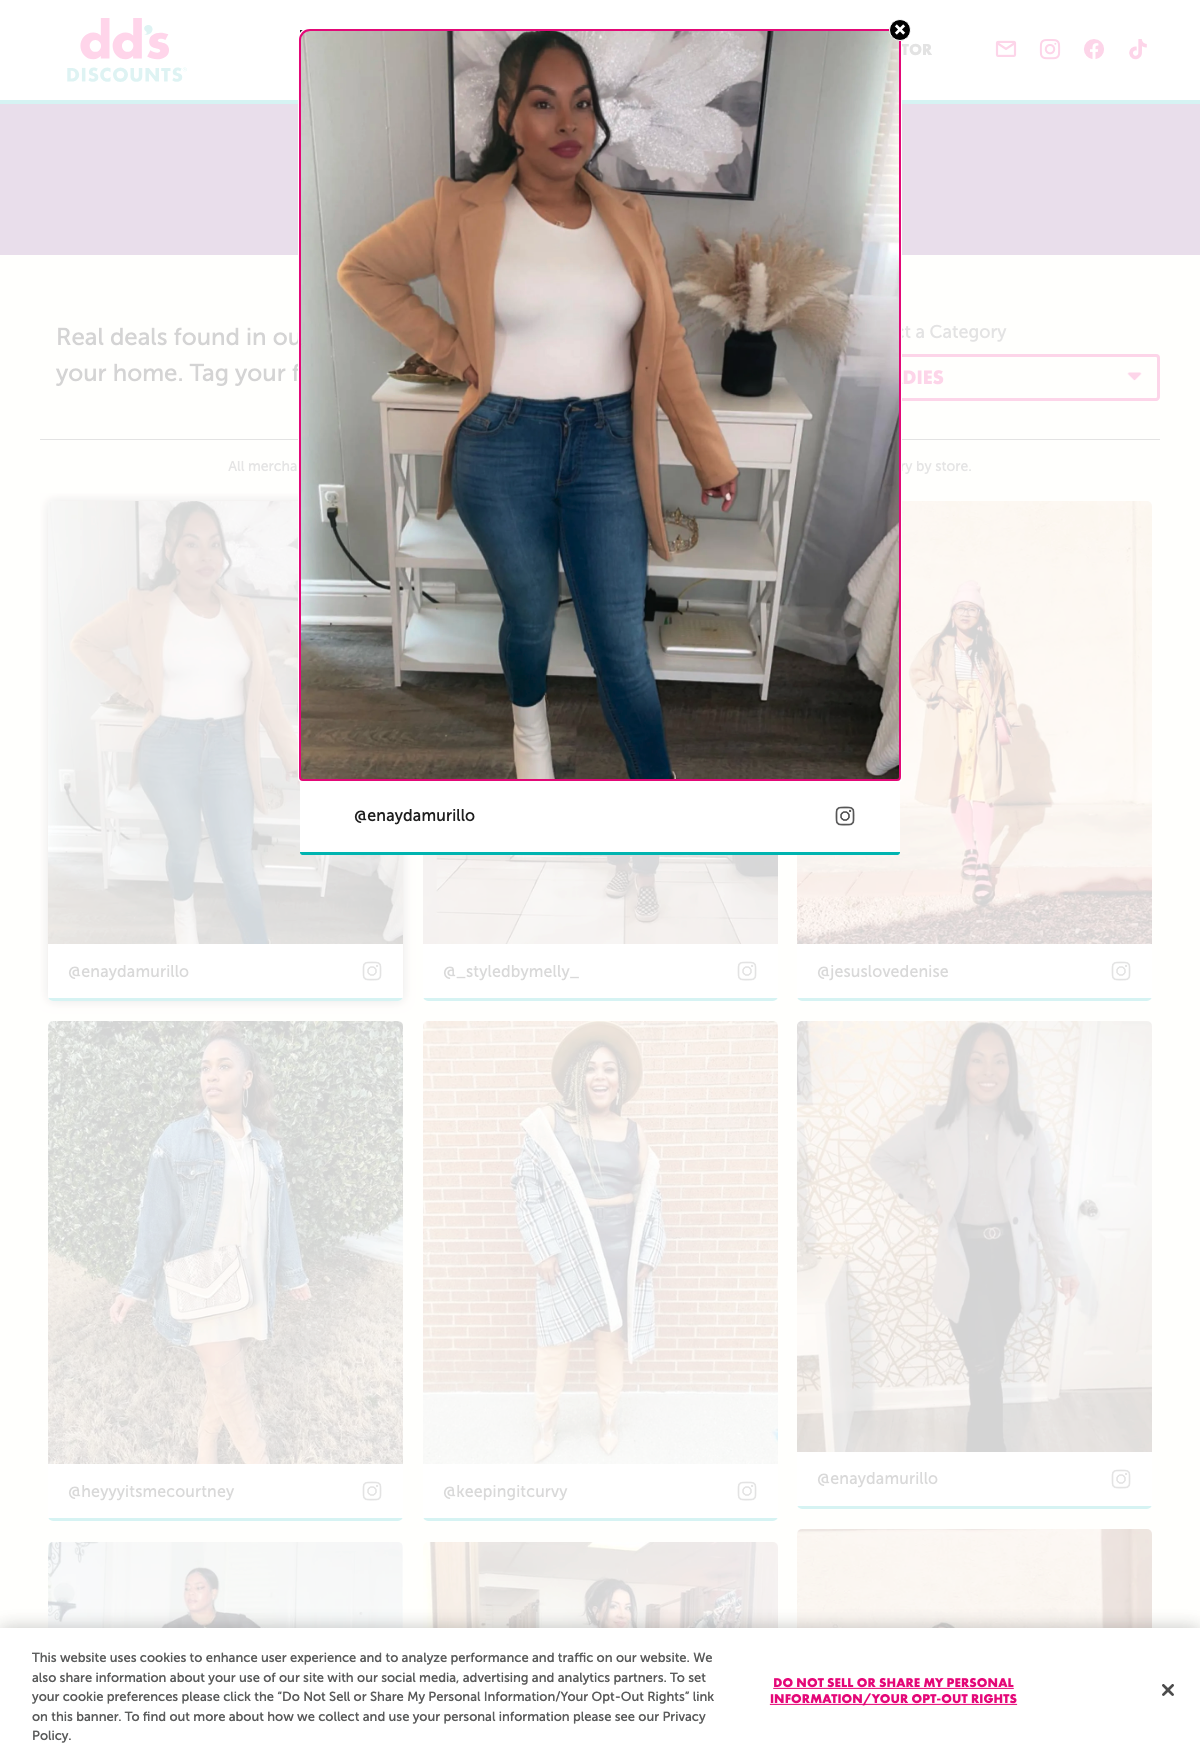 dd's
DISCOUNTS
TOR
Real deals found in ou
your home. Tag your f
t a Category
DIES
All mercha
ry by store.
@enaydamurillo
@enaydamurillo
@_styledbymelly_
@jesuslovedenise
@heyyyitsmecourtney
@keepingitcurvy
@enaydamurillo
This website uses cookies to enhance user experience and to analyze performance and traffic on our website. We
also share information about your use of our site with our social media, advertising and analytics partners. To set
your cookie preferences please click the "Do Not Sell or Share My Personal Information/Your Opt-Out Rights" link
on this banner. To find out more about how we collect and use your personal information please see our Privacy
Policy.
DO NOT SELL OR SHARE MY PERSONAL
INFORMATION/YOUR OPT-OUT RIGHTS